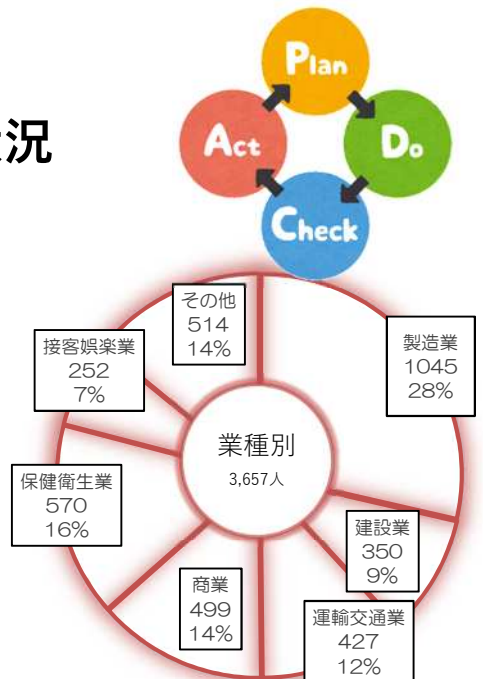 況
Plan
Do
Check
Act
業種別
3,657人
製造業
1045
28%
建設業
350
9%
運輸交通業
427
12%
商業
499
14%
保健衛生業
570
16%
接客娯楽業
252
7%
その他
514
14%